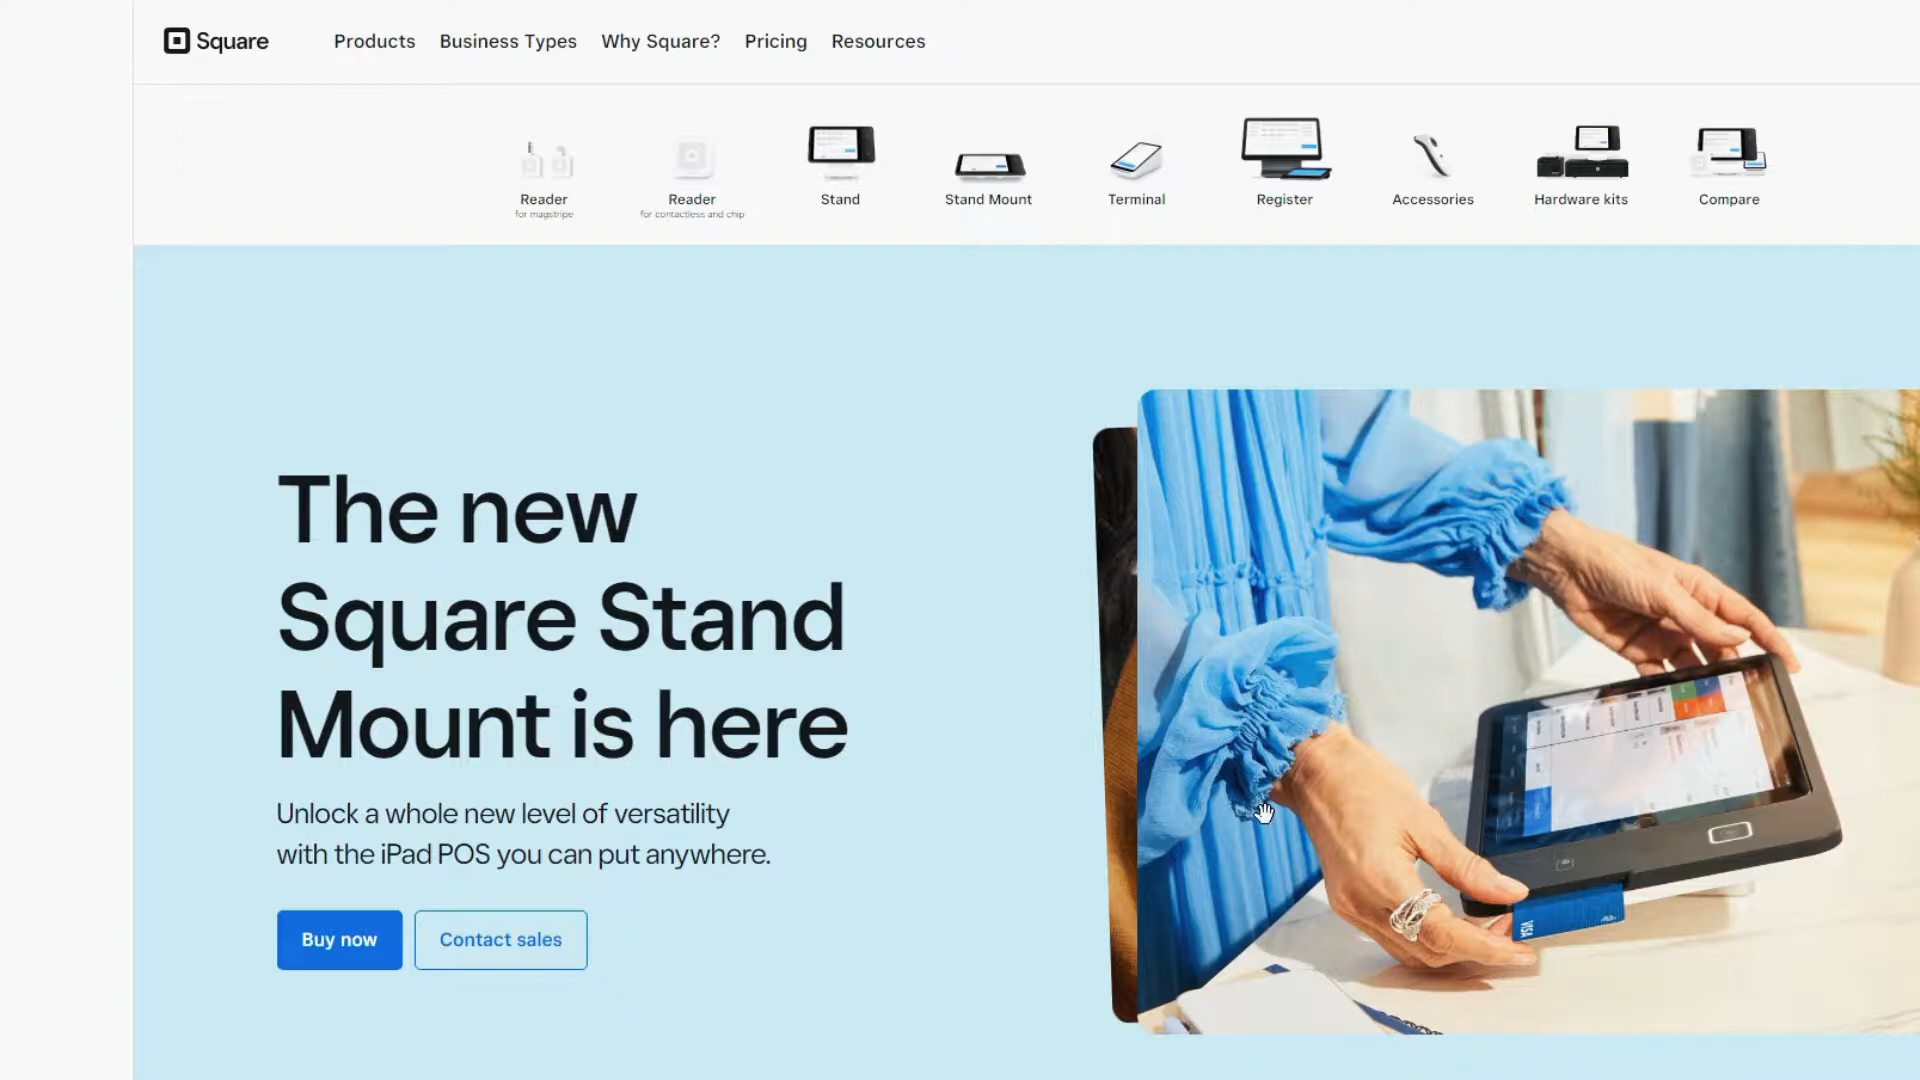 Square
Products Business Types Why Square? Pricing Resources
Reader
for magstripe
Reader
for contactless and chip
Stand
Stand Mount
Terminal
Register
Accessories
Hardware kits
Compare
The new
Square Stand
Mount is here
Unlock a whole new level of versatility
with the iPad POS you can put anywhere.
Buy now
Contact sales
VISA